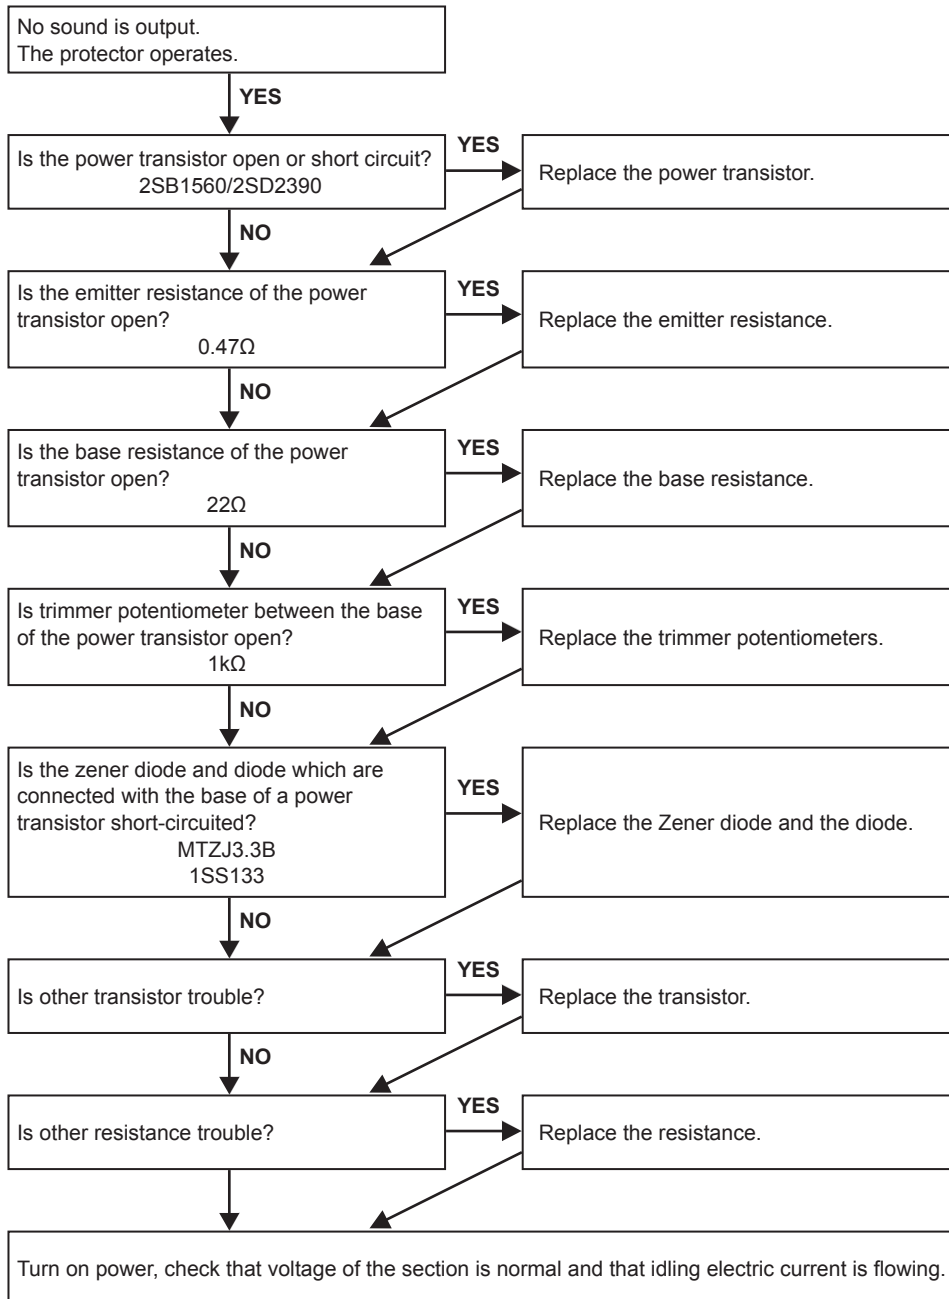 No sound is output.
The protector operates.
YES
Is the power transistor open or short circuit?
2SB1560/2SD2390
YES
Replace the power transistor.
NO
Is the emitter resistance of the power
transistor open?
0.47Ω
YES
Replace the emitter resistance.
NO
Is the base resistance of the power
transistor open?
22Ω
YES
Replace the base resistance.
NO
Is trimmer potentiometer between the base
of the power transistor open?
1kΩ
YES
Replace the trimmer potentiometers.
NO
Is the zener diode and diode which are
connected with the base of a power
transistor short-circuited?
MTZJ3.3B
1SS133
YES
Replace the Zener diode and the diode.
NO
Is other transistor trouble?
YES
Replace the transistor.
NO
Is other resistance trouble?
YES
Replace the resistance.
Turn on power, check that voltage of the section is normal and that idling electric current is flowing.